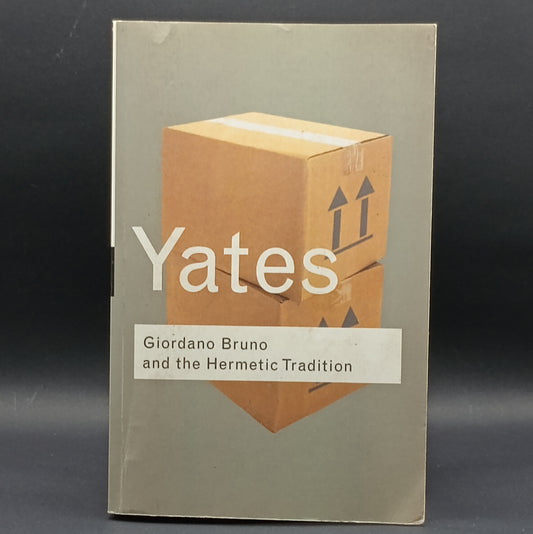 Yates
Giordano Bruno
and the Hermetic Tradition